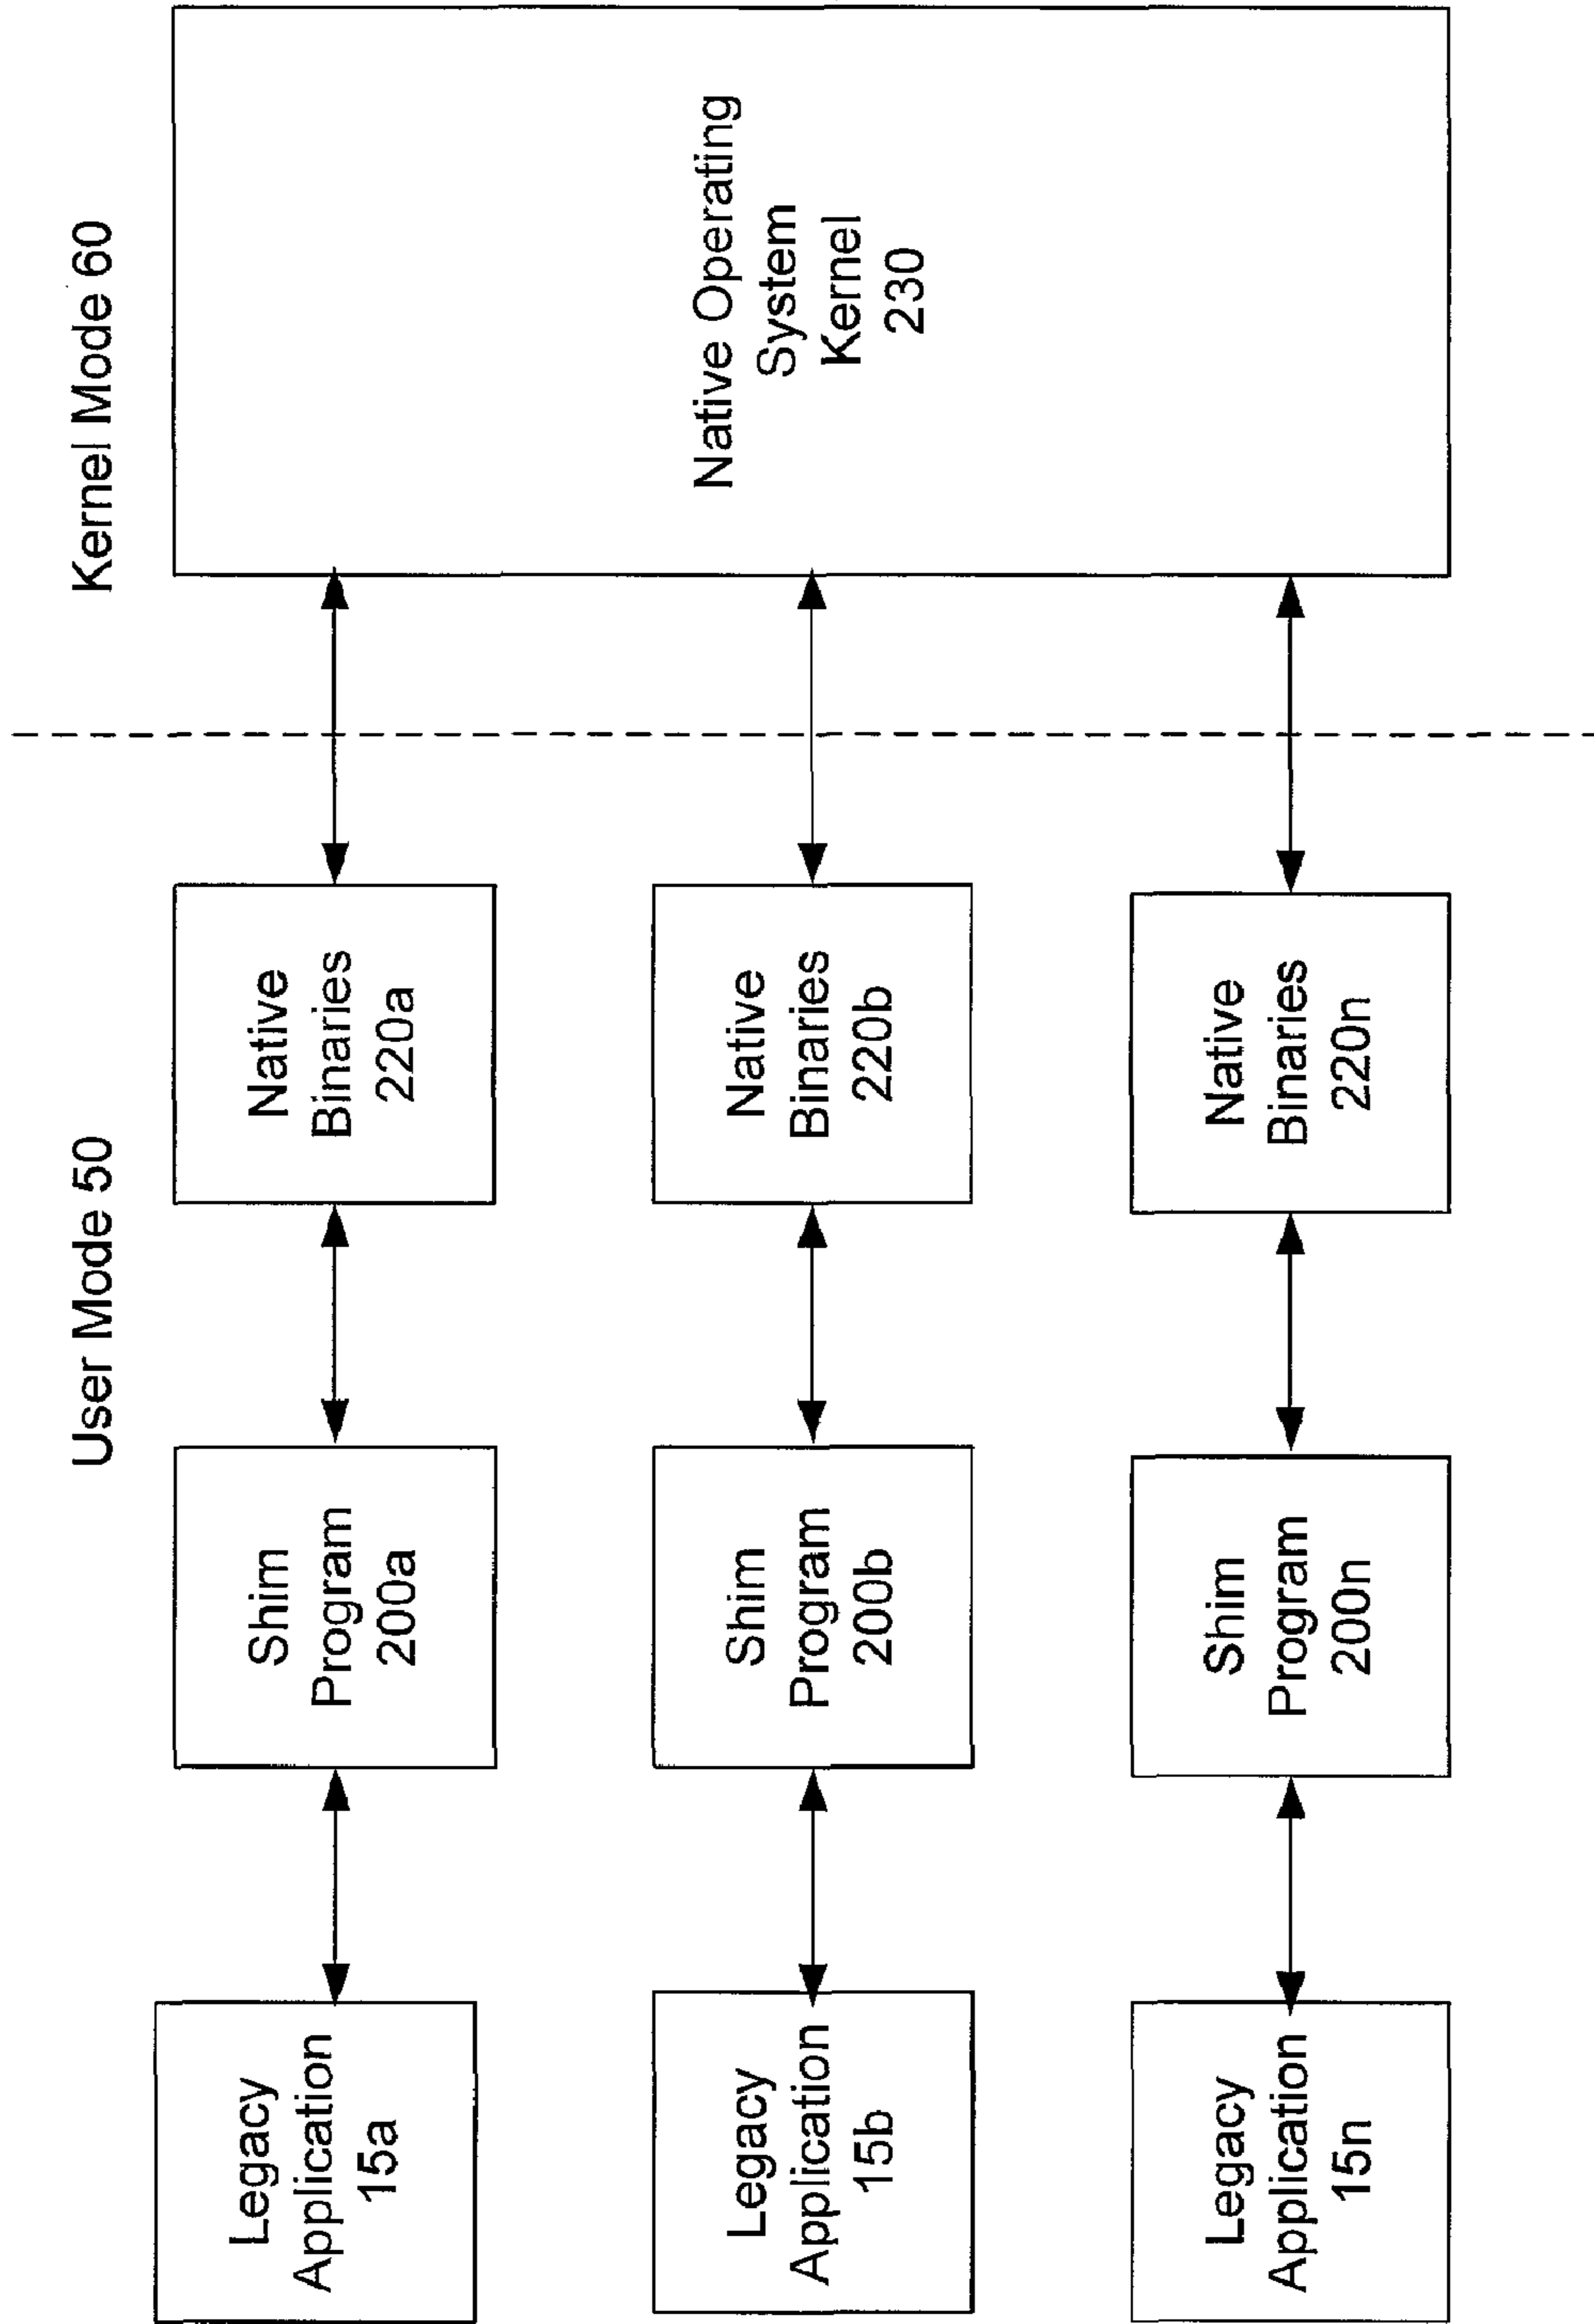 User Mode 50
Kernel Mode 60
Legacy
Application
15a
Shim
Program
200a
Native
Binaries
220a
Legacy
Application
15b
Shim
Program
200b
Native
Binaries
220b
Legacy
Application
15n
Shim
Program
200n
Native
Binaries
220n
Native Operating
System
Kernel
230